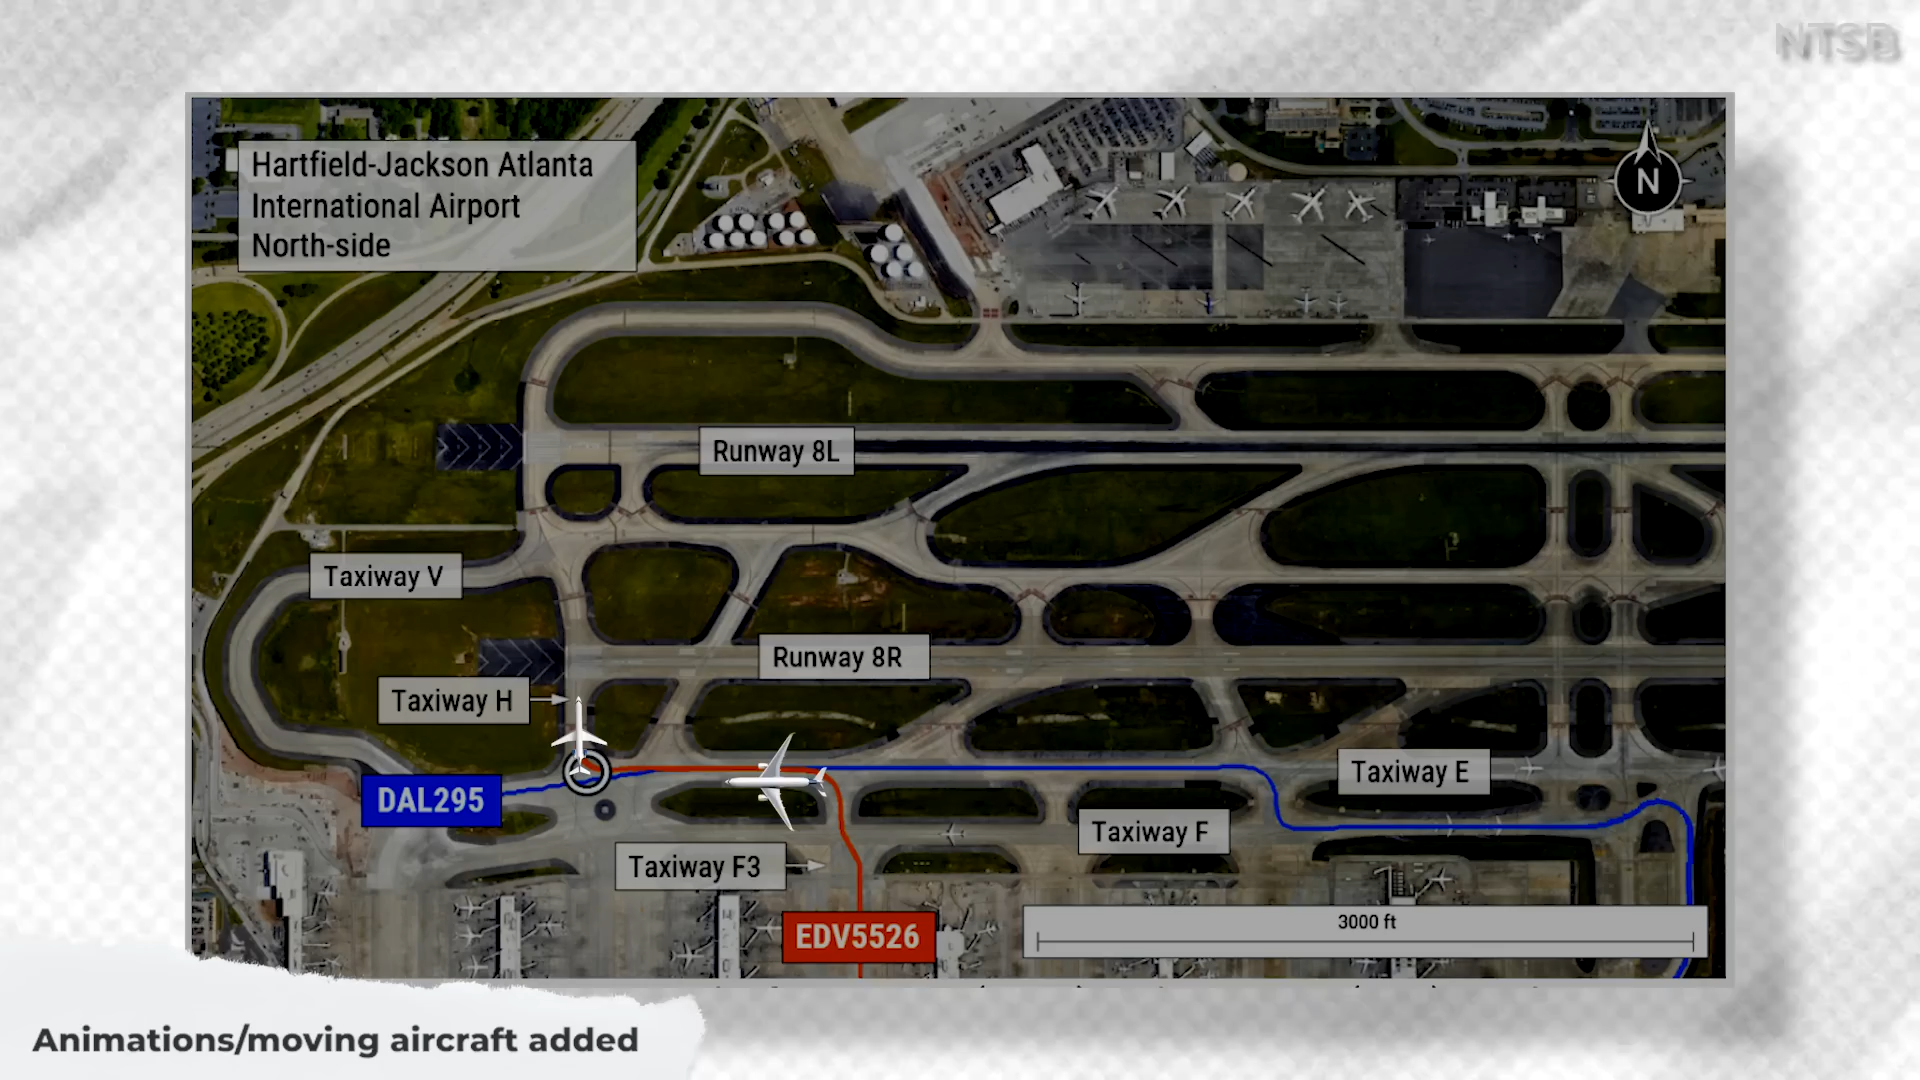 NTSB
Hartfield-Jackson Atlanta
International Airport
North-side
N
Runway 8L
Taxiway V
Runway 8R
Taxiway H
Taxiway E
DAL295
Taxiway F
Taxiway F3
3000 ft
EDV5526
Animations/moving aircraft added